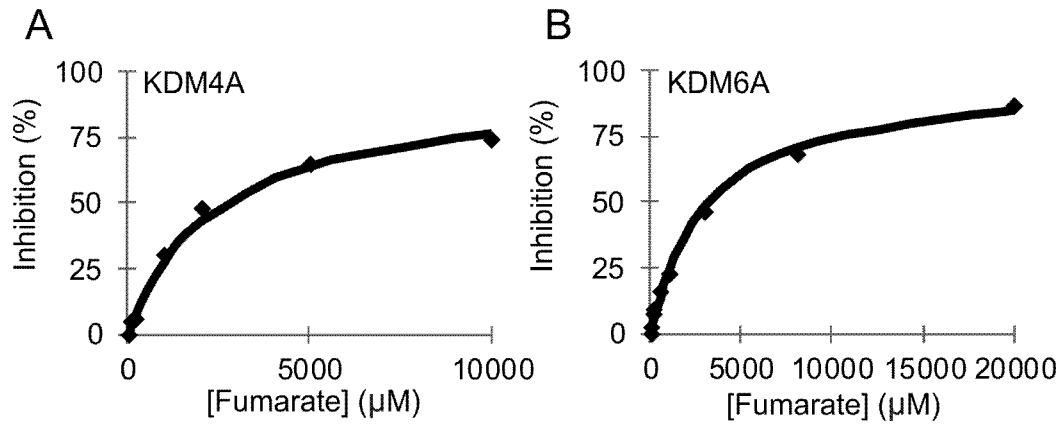 A
B
KDM4A
KDM6A
Inhibition (%)
100
75
50
25
0
0 5000 10000
[Fumarate] (µM)
Inhibition (%)
100
75
50
25
0
0 5000 10000 15000 20000
[Fumarate] (µM)